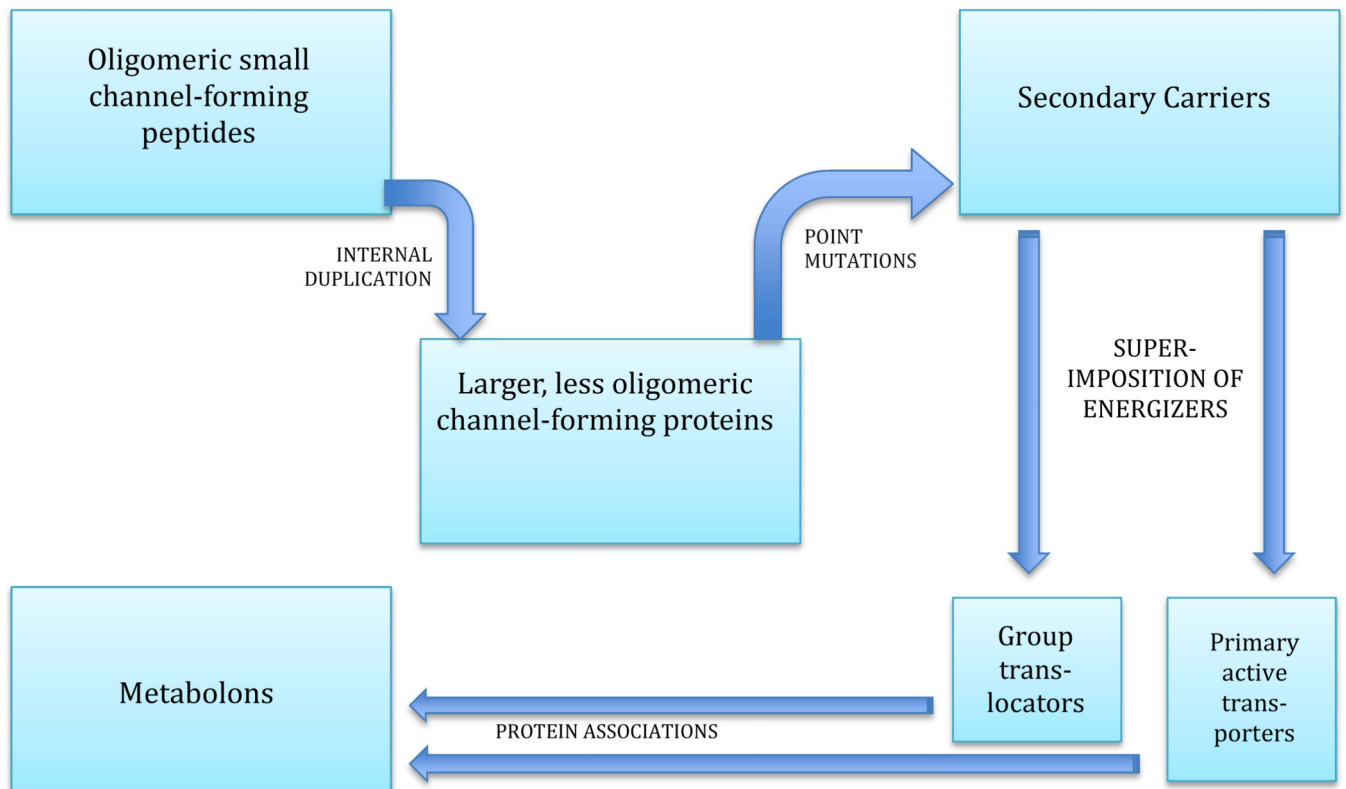 Oligomeric small
channel-forming
peptides
Secondary Carriers
INTERNAL
DUPLICATION
POINT
MUTATIONS
Larger, less oligomeric
channel-forming proteins
SUPER-
IMPOSITION OF
ENERGIZERS
Metabolons
PROTEIN ASSOCIATIONS
Group
trans-
locators
Primary
active
trans-
porters